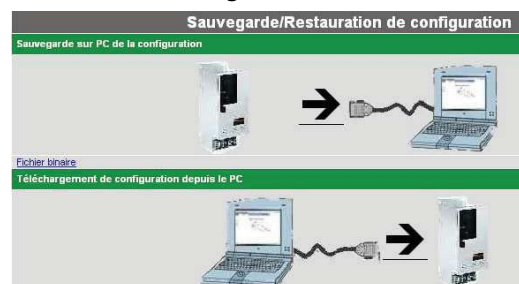 Sauvegarde/Restauration de configuration
Sauvegarde sur PC de la configuration
Fichier binaire
Téléchargement de configuration depuis le PC